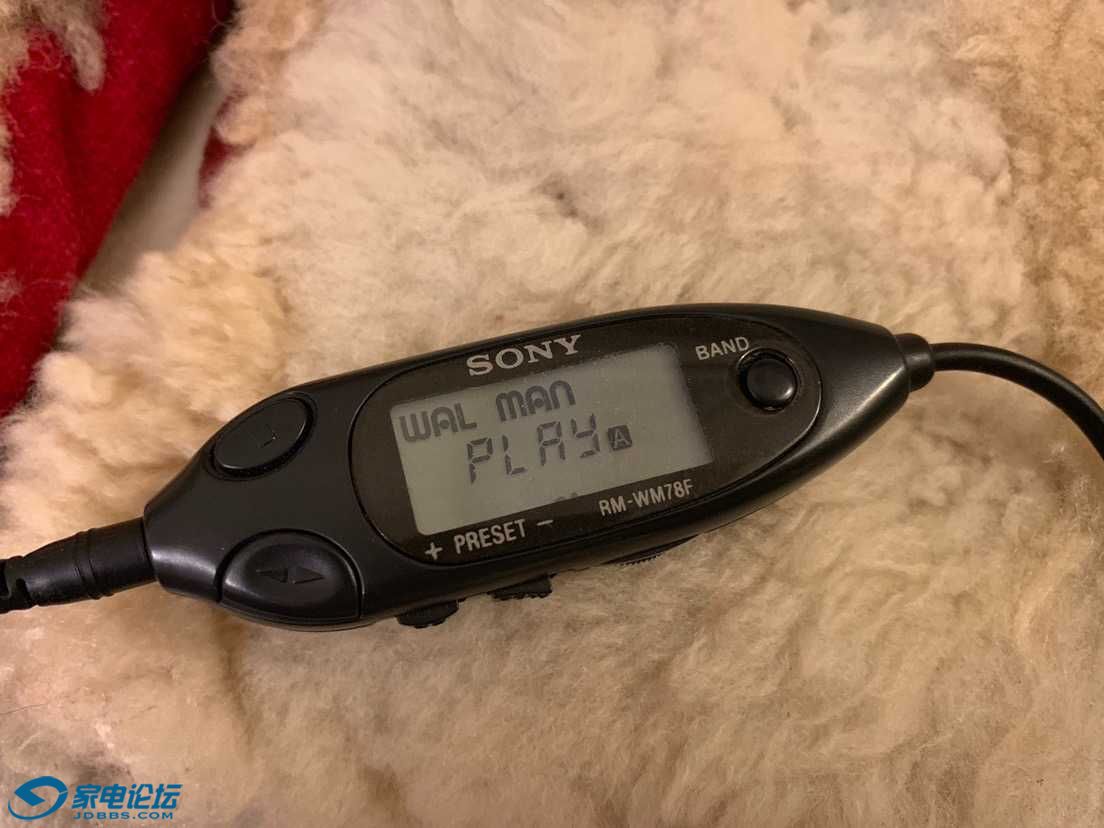 SONY
BAND
WAL MAN
PLAY A
+ PRESET −
RM-WM78F
家电论坛
JDBBS.COM